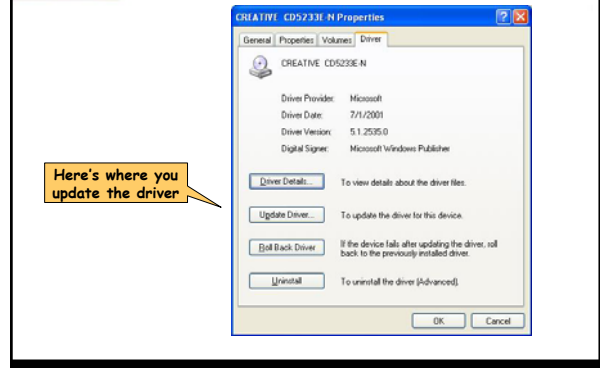 CREATIVE CD5233E-N Properties
General Properties Volumes Driver
CREATIVE CD5233E-N
Driver Provider: Microsoft
Driver Date: 7/1/2001
Driver Version: 5.1.2535.0
Digital Signer: Microsoft Windows Publisher
Here's where you
update the driver
Driver Details... To view details about the driver files.
Update Driver... To update the driver for this device.
Roll Back Driver If the device fails after updating the driver, roll
back to the previously installed driver.
Uninstall To uninstall the driver (Advanced).
OK Cancel